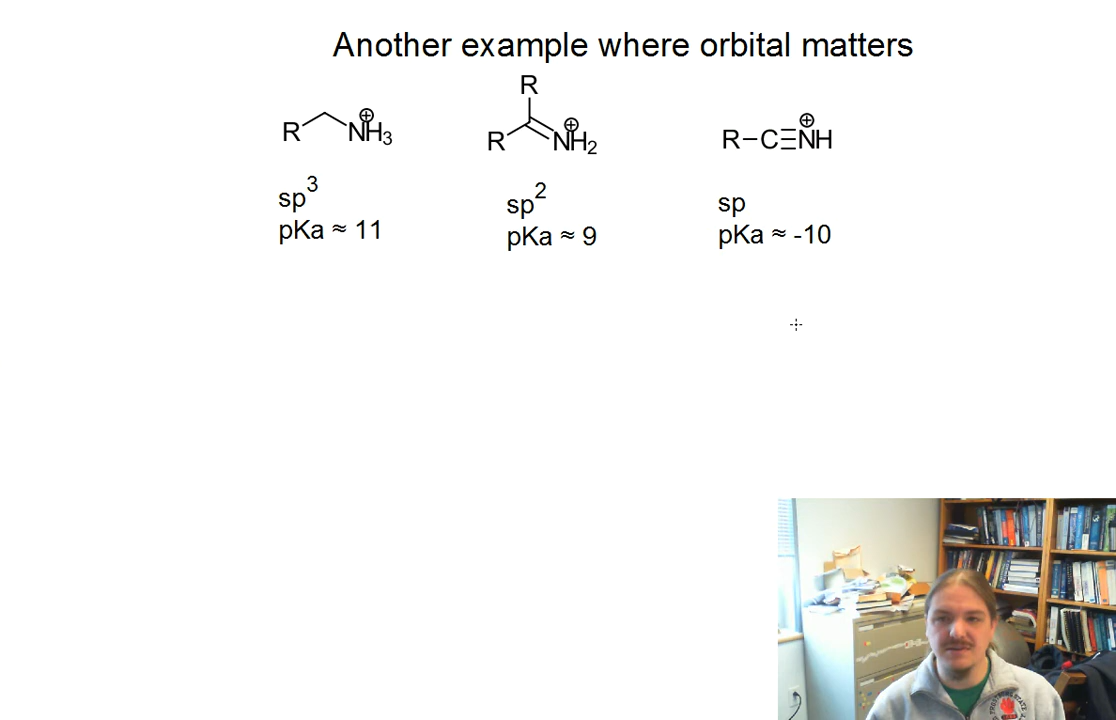 Another example where orbital matters
R
R NH3 ⊕
R NH2 ⊕
R–C≡NH ⊕
sp3
pKa ≈ 11
sp2
pKa ≈ 9
sp
pKa ≈ -10